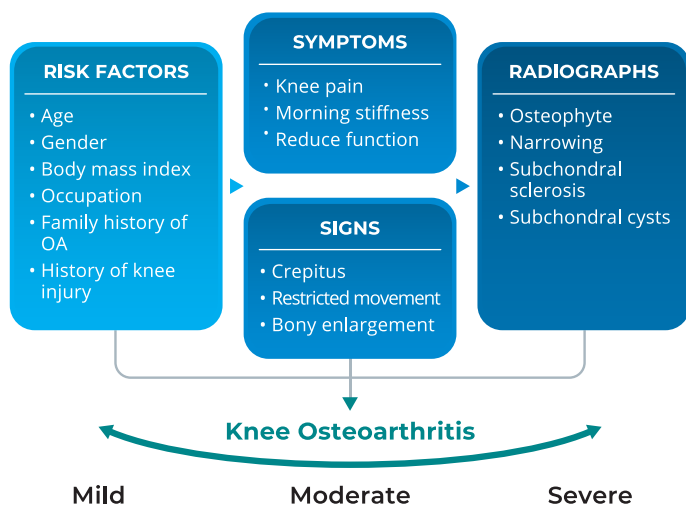 RISK FACTORS
• Age
• Gender
• Body mass index
• Occupation
• Family history of
OA
• History of knee
injury
SYMPTOMS
• Knee pain
• Morning stiffness
• Reduce function
SIGNS
• Crepitus
• Restricted movement
• Bony enlargement
RADIOGRAPHS
• Osteophyte
• Narrowing
• Subchondral
sclerosis
• Subchondral cysts
Knee Osteoarthritis
Mild
Moderate
Severe